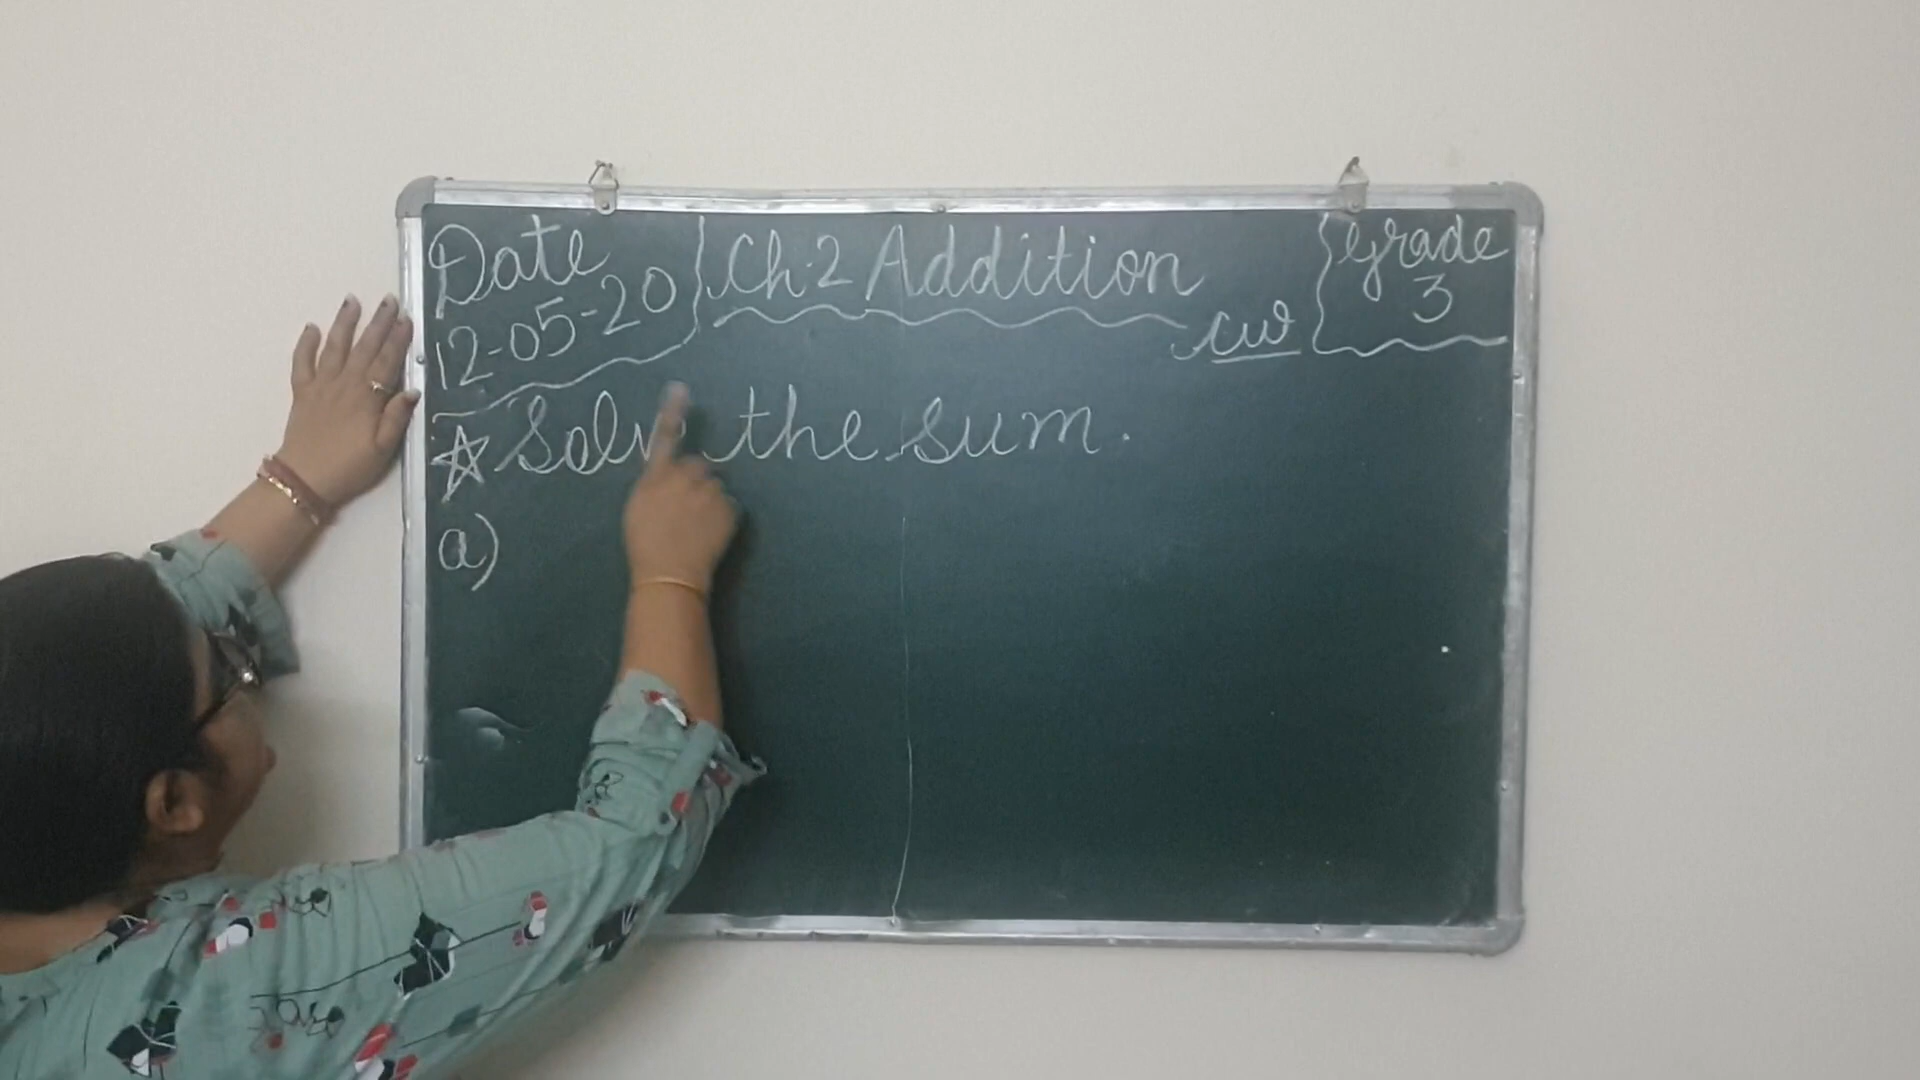 Date
12-05-20
Ch-2 Addition
cw
Grade
3
Solve the sum.
a)